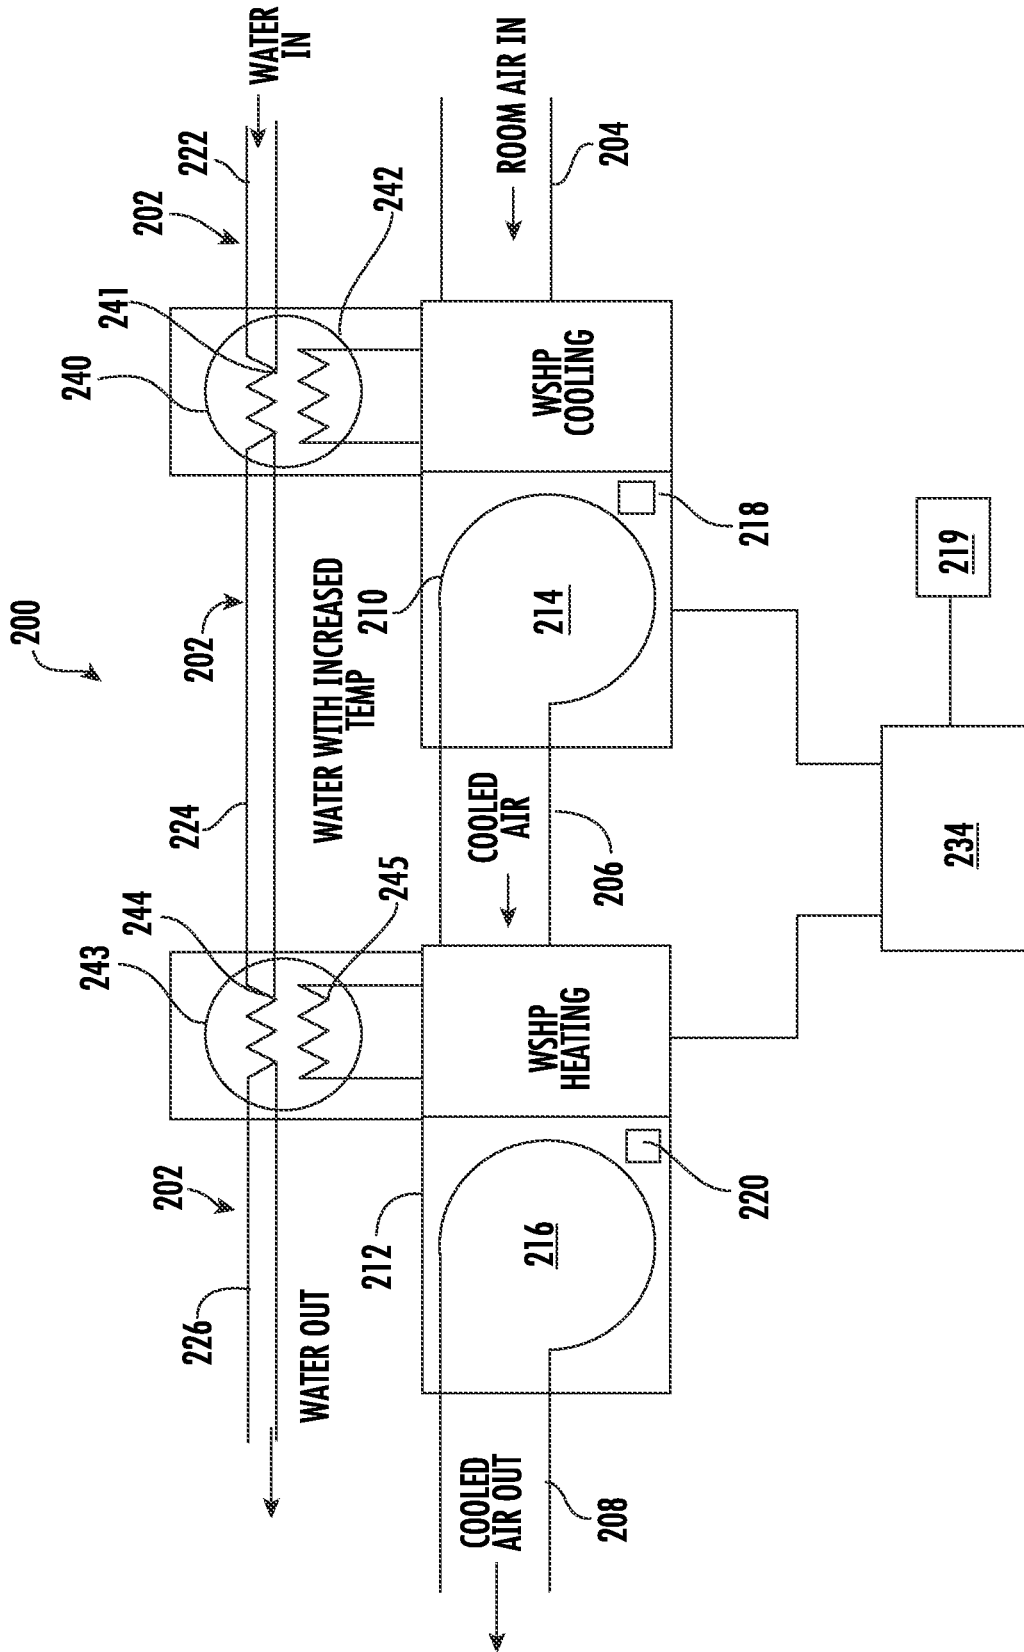 200
240
243
241
244
202
202
226
224
202
222
WATER
IN
WATER OUT
WATER WITH INCREASED
TEMP
212
210
245
242
COOLED
AIR OUT
COOLED
AIR
ROOM AIR IN
216
WSHP
HEATING
214
WSHP
COOLING
208
206
204
220
218
234
219